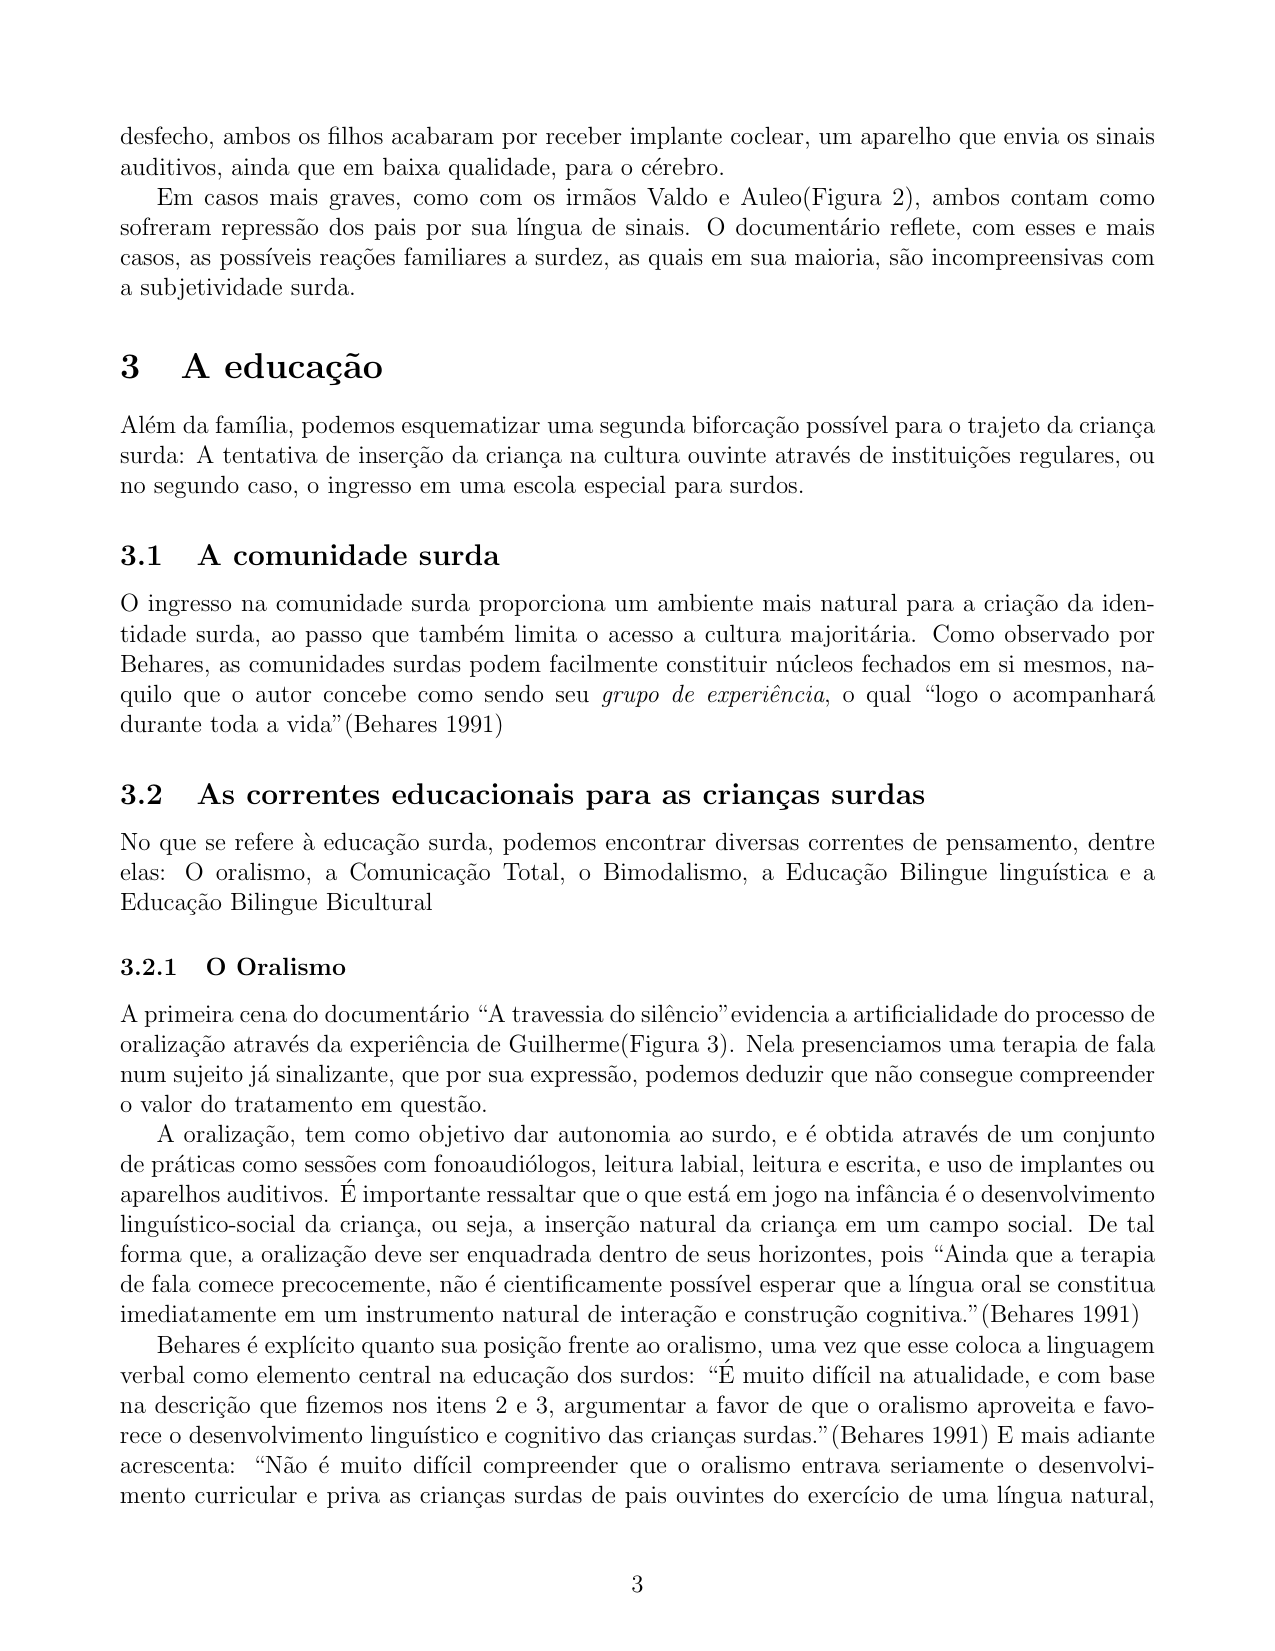 desfecho, ambos os filhos acabaram por receber implante coclear, um aparelho que envia os sinais
auditivos, ainda que em baixa qualidade, para o cérebro.
Em casos mais graves, como com os irmãos Valdo e Auleo(Figura 2), ambos contam como
sofreram repressão dos pais por sua língua de sinais. O documentário reflete, com esses e mais
casos, as possíveis reações familiares a surdez, as quais em sua maioria, são incompreensivas com
a subjetividade surda.
3 A educação
Além da família, podemos esquematizar uma segunda biforcação possível para o trajeto da criança
surda: A tentativa de inserção da criança na cultura ouvinte através de instituições regulares, ou
no segundo caso, o ingresso em uma escola especial para surdos.
3.1 A comunidade surda
O ingresso na comunidade surda proporciona um ambiente mais natural para a criação da iden-
tidade surda, ao passo que também limita o acesso a cultura majoritária. Como observado por
Behares, as comunidades surdas podem facilmente constituir núcleos fechados em si mesmos, na-
quilo que o autor concebe como sendo seu grupo de experiência, o qual “logo o acompanhará
durante toda a vida”(Behares 1991)
3.2 As correntes educacionais para as crianças surdas
No que se refere à educação surda, podemos encontrar diversas correntes de pensamento, dentre
elas: O oralismo, a Comunicação Total, o Bimodalismo, a Educação Bilingue linguística e a
Educação Bilingue Bicultural
3.2.1 O Oralismo
A primeira cena do documentário “A travessia do silêncio”evidencia a artificialidade do processo de
oralização através da experiência de Guilherme(Figura 3). Nela presenciamos uma terapia de fala
num sujeito já sinalizante, que por sua expressão, podemos deduzir que não consegue compreender
o valor do tratamento em questão.
A oralização, tem como objetivo dar autonomia ao surdo, e é obtida através de um conjunto
de práticas como sessões com fonoaudiólogos, leitura labial, leitura e escrita, e uso de implantes ou
aparelhos auditivos. É importante ressaltar que o que está em jogo na infância é o desenvolvimento
linguístico-social da criança, ou seja, a inserção natural da criança em um campo social. De tal
forma que, a oralização deve ser enquadrada dentro de seus horizontes, pois “Ainda que a terapia
de fala comece precocemente, não é cientificamente possível esperar que a língua oral se constitua
imediatamente em um instrumento natural de interação e construção cognitiva.”(Behares 1991)
Behares é explícito quanto sua posição frente ao oralismo, uma vez que esse coloca a linguagem
verbal como elemento central na educação dos surdos: “É muito difícil na atualidade, e com base
na descrição que fizemos nos itens 2 e 3, argumentar a favor de que o oralismo aproveita e favo-
rece o desenvolvimento linguístico e cognitivo das crianças surdas.”(Behares 1991) E mais adiante
acrescenta: “Não é muito difícil compreender que o oralismo entrava seriamente o desenvolvi-
mento curricular e priva as crianças surdas de pais ouvintes do exercício de uma língua natural,
3